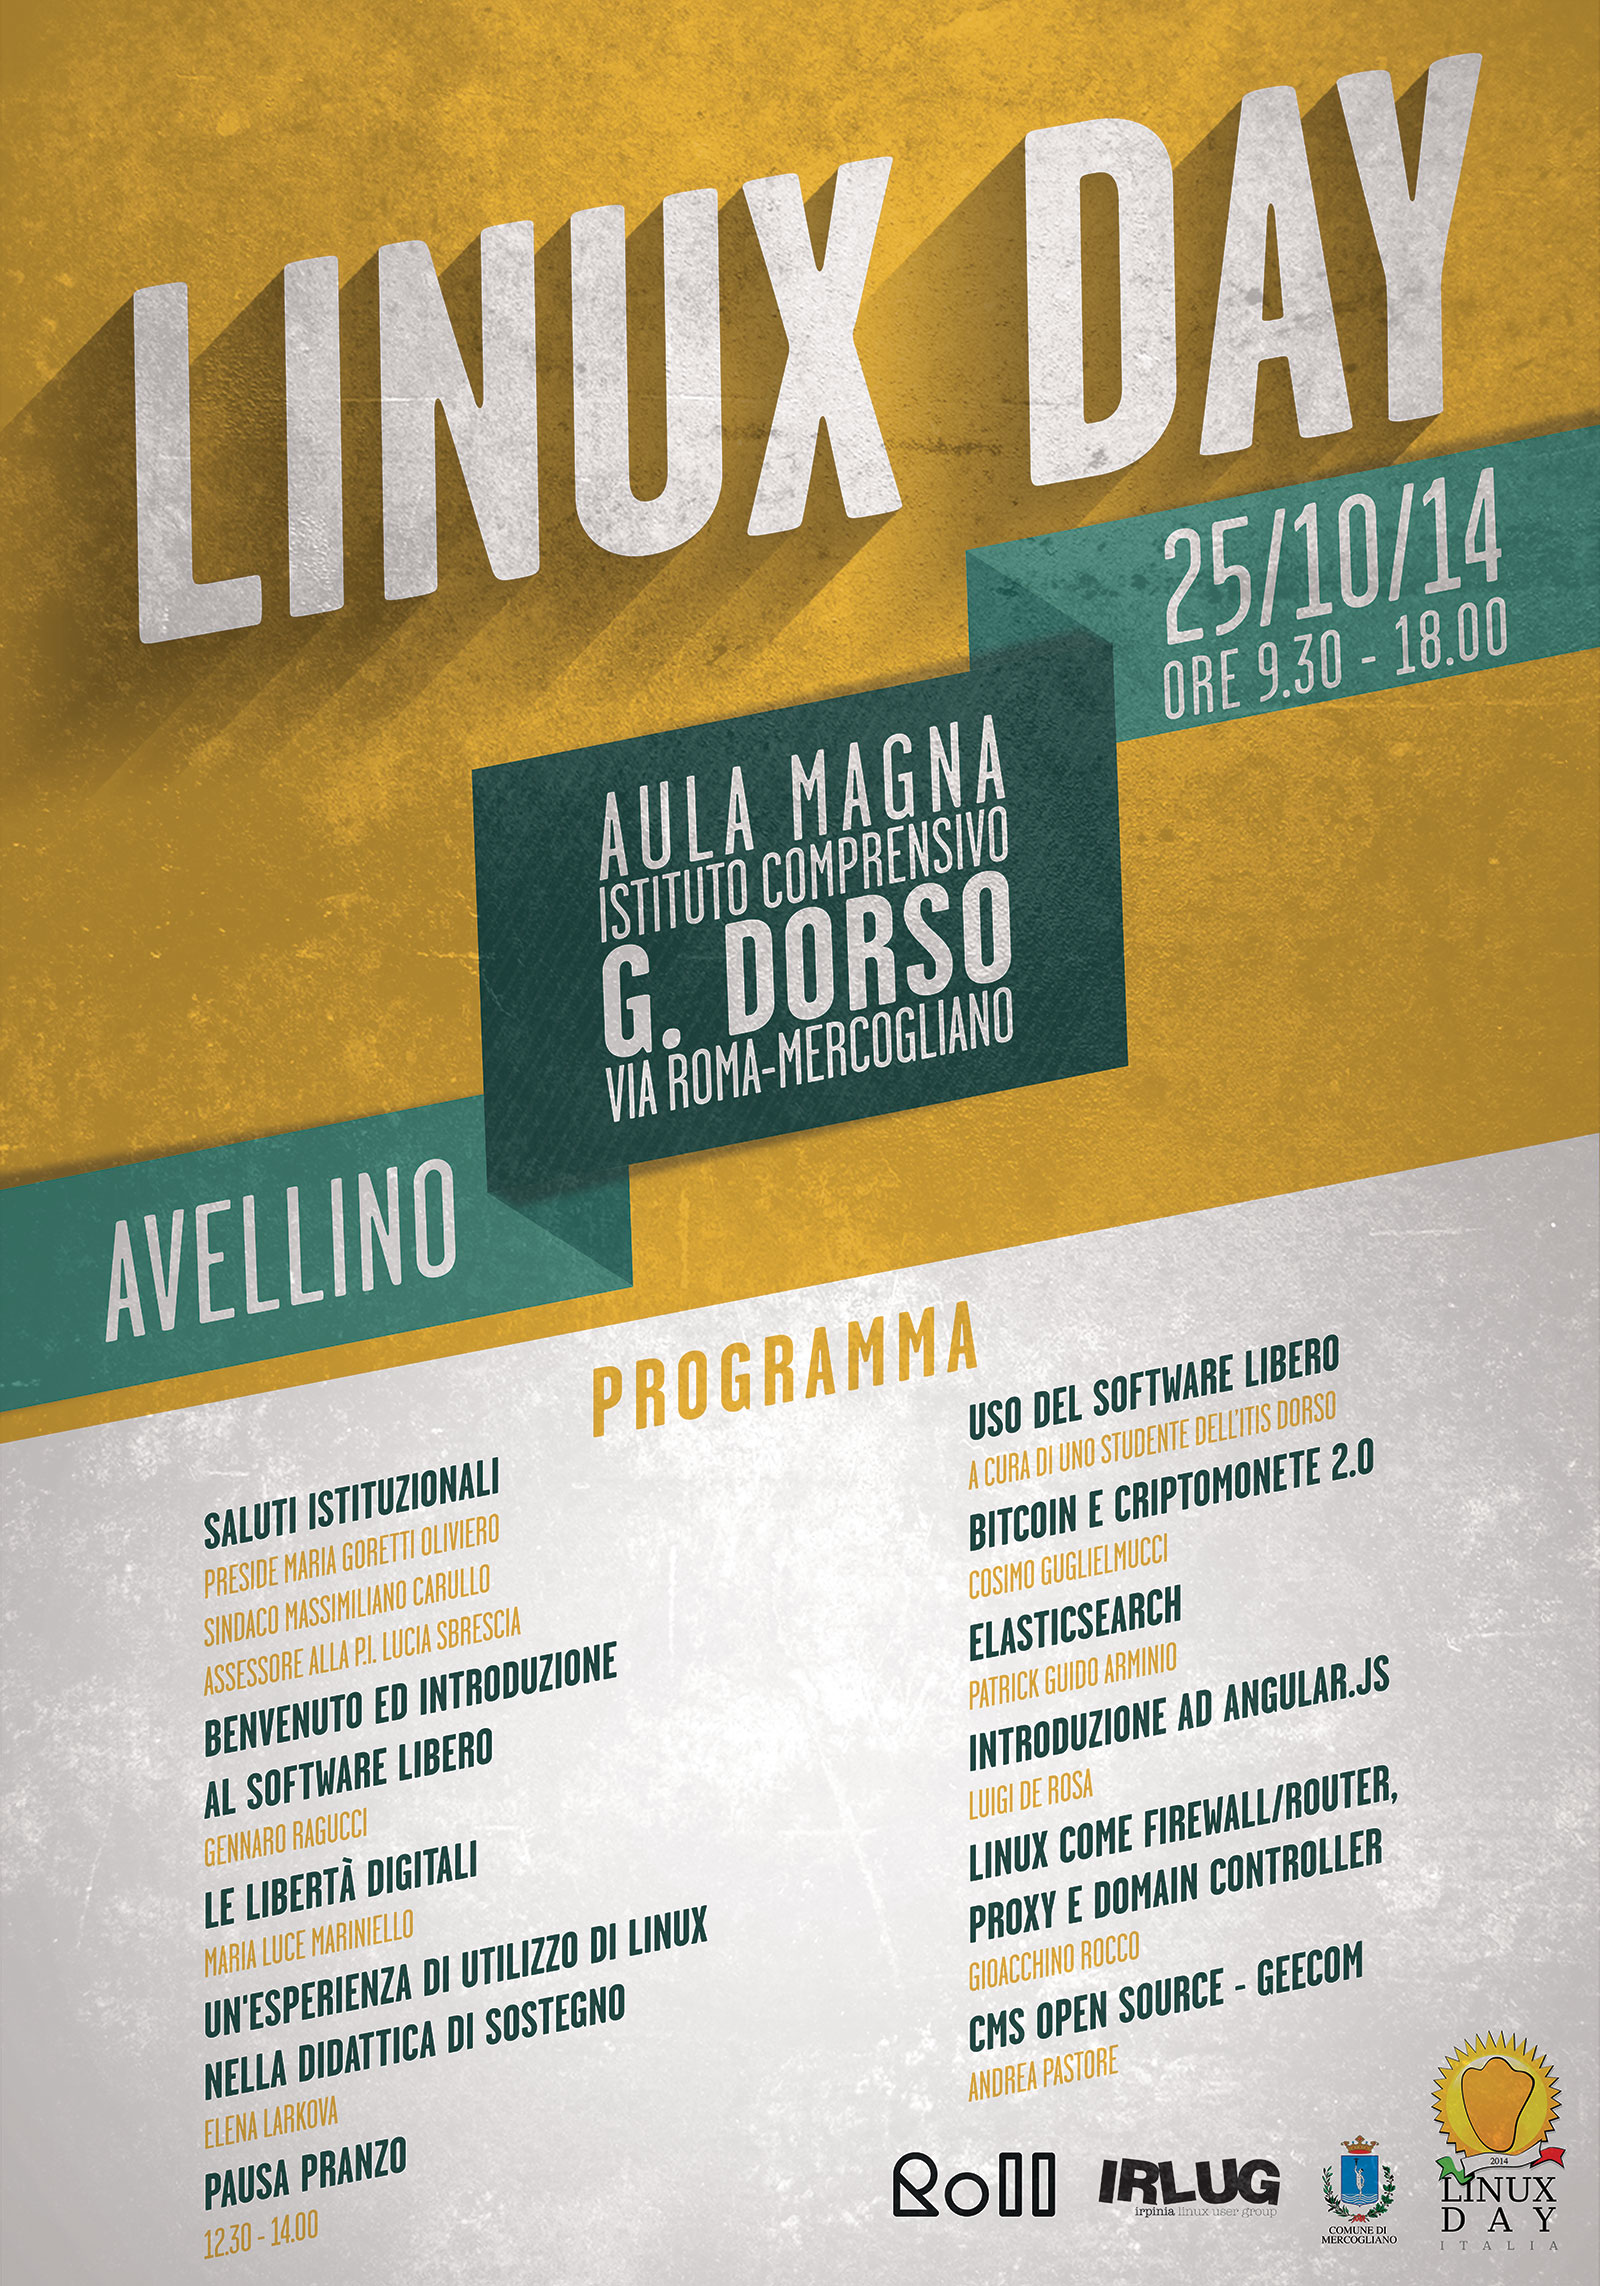 LINUX DAY
25/10/14
ORE 9.30 - 18.00
AULA MAGNA
ISTITUTO COMPRENSIVO
G. DORSO
VIA ROMA-MERCOGLIANO
AVELLINO
PROGRAMMA
SALUTI ISTITUZIONALI
PRESIDE MARIA GORETTI OLIVIERO
SINDACO MASSIMILIANO CARULLO
ASSESSORE ALLA P.I. LUCIA SBRESCIA
BENVENUTO ED INTRODUZIONE
AL SOFTWARE LIBERO
GENNARO RAGUCCI
LE LIBERTÀ DIGITALI
MARIA LUCE MARINIELLO
UN'ESPERIENZA DI UTILIZZO DI LINUX
NELLA DIDATTICA DI SOSTEGNO
ELENA LARKOVA
PAUSA PRANZO
12.30 - 14.00
USO DEL SOFTWARE LIBERO
A CURA DI UNO STUDENTE DELL'ITIS DORSO
BITCOIN E CRIPTOMONETE 2.0
COSIMO GUGLIELMUCCI
ELASTICSEARCH
PATRICK GUIDO ARMINIO
INTRODUZIONE AD ANGULAR.JS
LUIGI DE ROSA
LINUX COME FIREWALL/ROUTER,
PROXY E DOMAIN CONTROLLER
GIOACCHINO ROCCO
CMS OPEN SOURCE - GEECOM
ANDREA PASTORE
Roll
IRLUG
irpinia linux user group
COMUNE DI
MERCOGLIANO
2014
LINUX
DAY
ITALIA